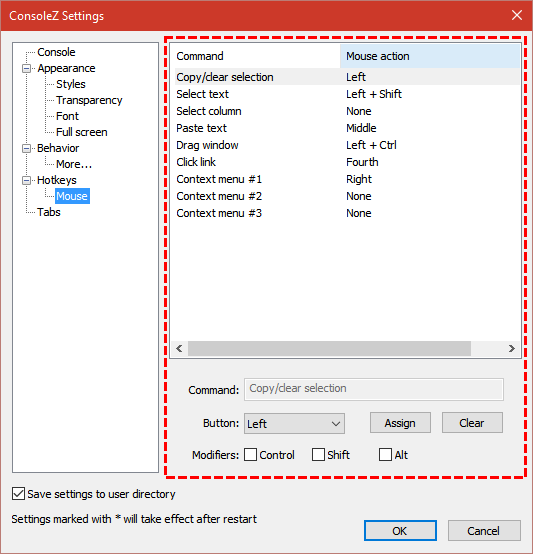 ConsoleZ Settings
Console
Appearance
Styles
Transparency
Font
Full screen
Behavior
More...
Hotkeys
Mouse
Tabs
Command Mouse action
Copy/clear selection Left
Select text Left + Shift
Select column None
Paste text Middle
Drag window Left + Ctrl
Click link Fourth
Context menu #1 Right
Context menu #2 None
Context menu #3 None
Command: Copy/clear selection
Button: Left Assign Clear
Modifiers: Control Shift Alt
Save settings to user directory
Settings marked with * will take effect after restart
OK Cancel